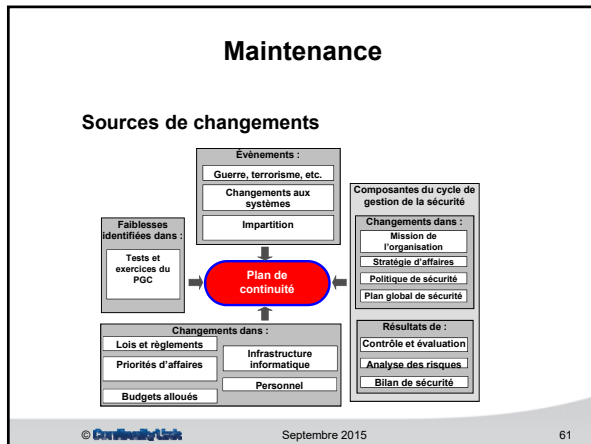 Maintenance
Sources de changements
Évènements :
Guerre, terrorisme, etc.
Changements aux
systèmes
Impartition
Faiblesses
identifiées dans :
Tests et
exercices du
PGC
Plan de
continuité
Composantes du cycle de
gestion de la sécurité
Changements dans :
Mission de
l'organisation
Stratégie d'affaires
Politique de sécurité
Plan global de sécurité
Résultats de :
Contrôle et évaluation
Analyse des risques
Bilan de sécurité
Changements dans :
Lois et règlements
Priorités d'affaires
Budgets alloués
Infrastructure
informatique
Personnel
© ContinuityLink
Septembre 2015
61